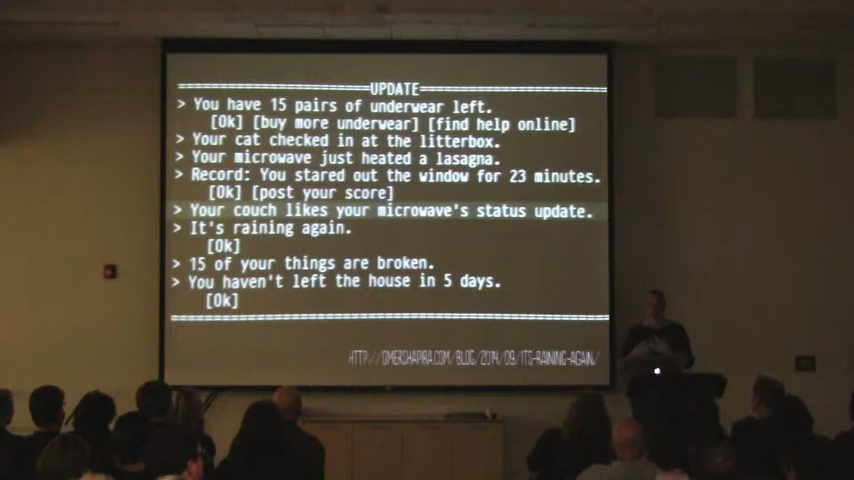 UPDATE
> You have 15 pairs of underwear left.
[Ok] [buy more underwear] [find help online]
> Your cat checked in at the litterbox.
> Your microwave just heated a lasagna.
> Record: You stared out the window for 23 minutes.
[Ok] [post your score]
> Your couch likes your microwave's status update.
> It's raining again.
[Ok]
> 15 of your things are broken.
> You haven't left the house in 5 days.
[Ok]
HTTP://OMERSHAPIRA.COM/BLOG/2014/09/ITS-RAINING-AGAIN/